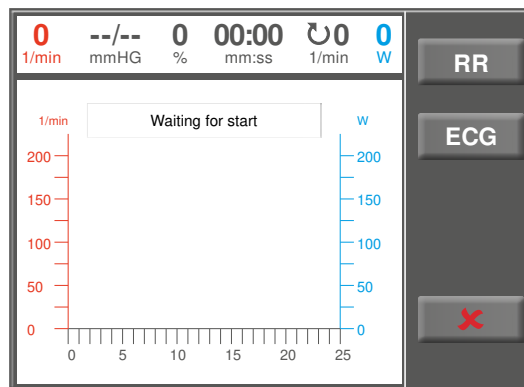 0 --/-- 0 00:00 ↻0 0
1/min mmHG % mm:ss 1/min W
RR
ECG
Waiting for start
1/min W
200 200
150 150
100 100
50 50
0 0
0 5 10 15 20 25